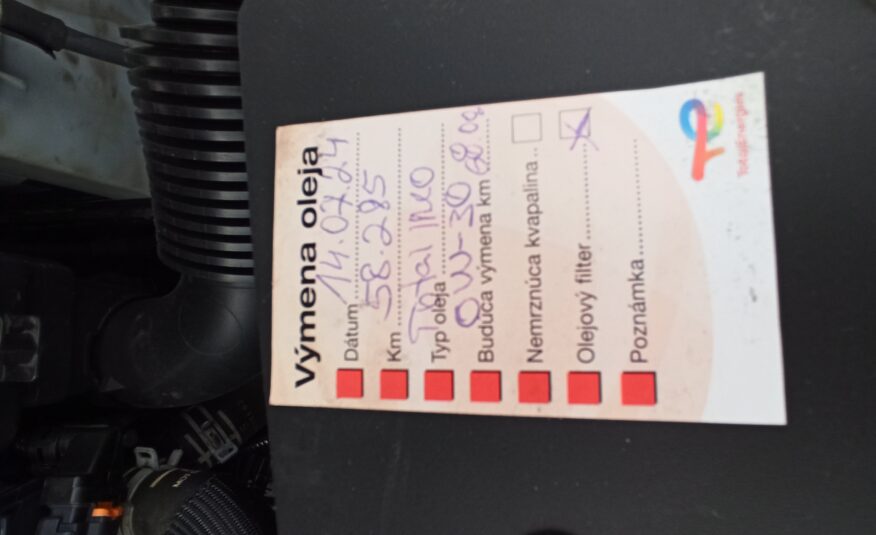 Výmena oleja
Dátum 14.07.24
Km 58.285
Typ oleja Total INEO
0W-30
Budúca výmena km
Nemrznúca kvapalina
Olejový filter X
Poznámka
TotalEnergies